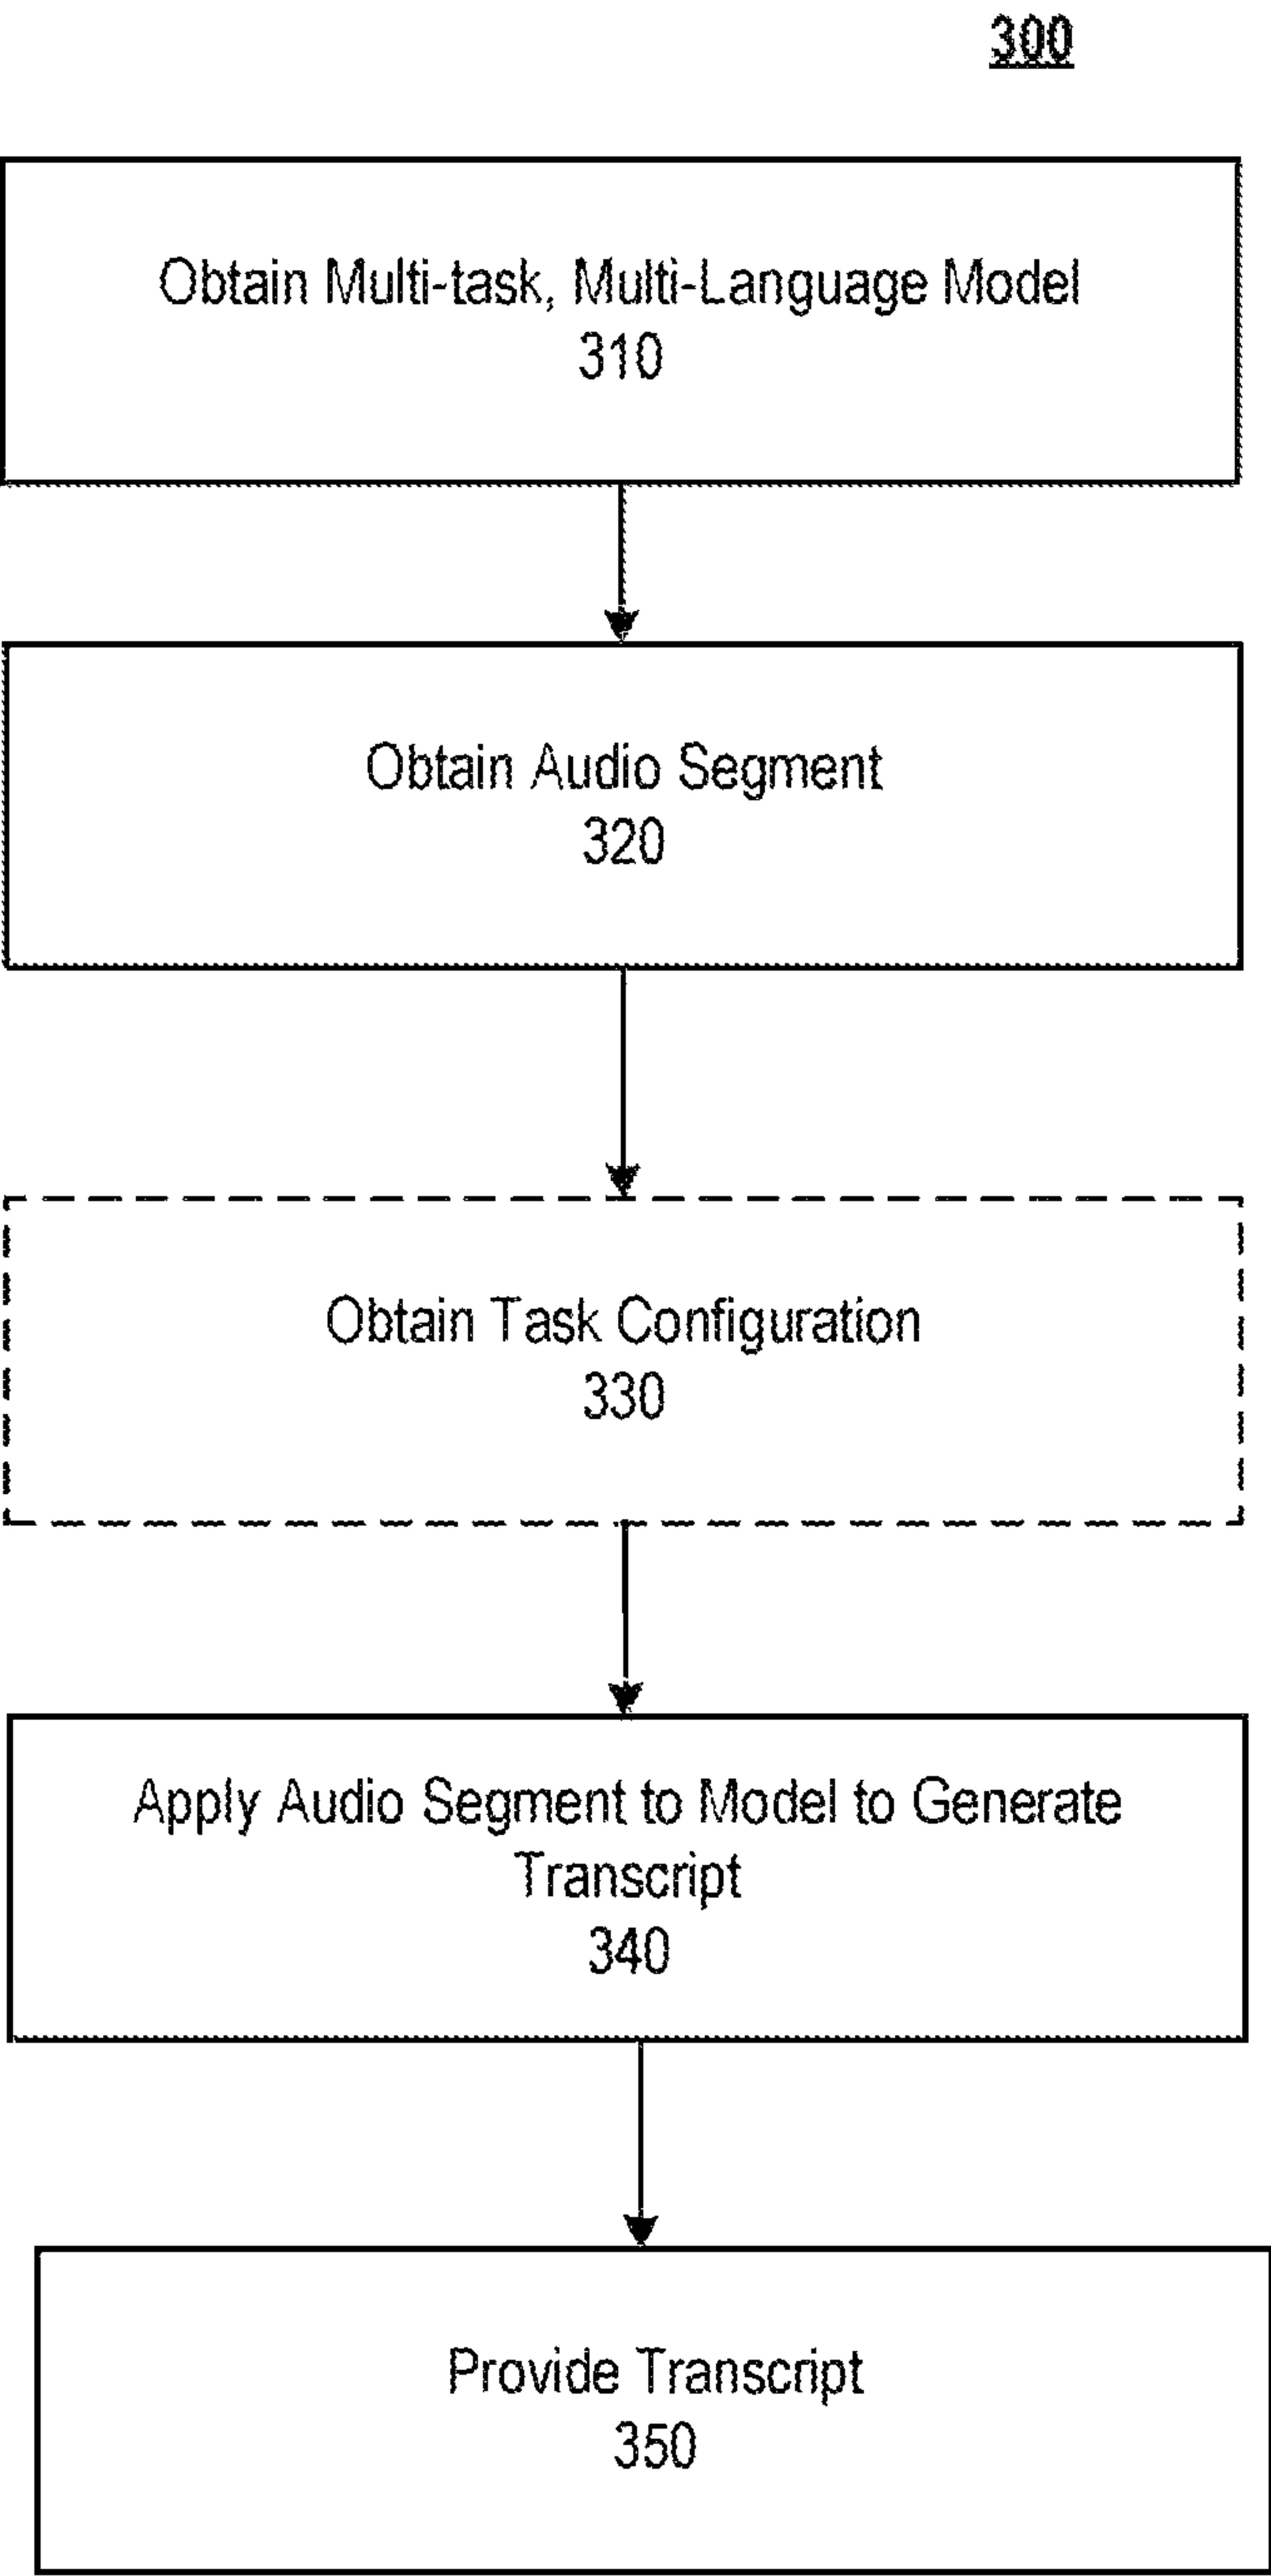 300
Obtain Multi-task, Multi-Language Model
310
Obtain Audio Segment
320
Obtain Task Configuration
330
Apply Audio Segment to Model to Generate
Transcript
340
Provide Transcript
350